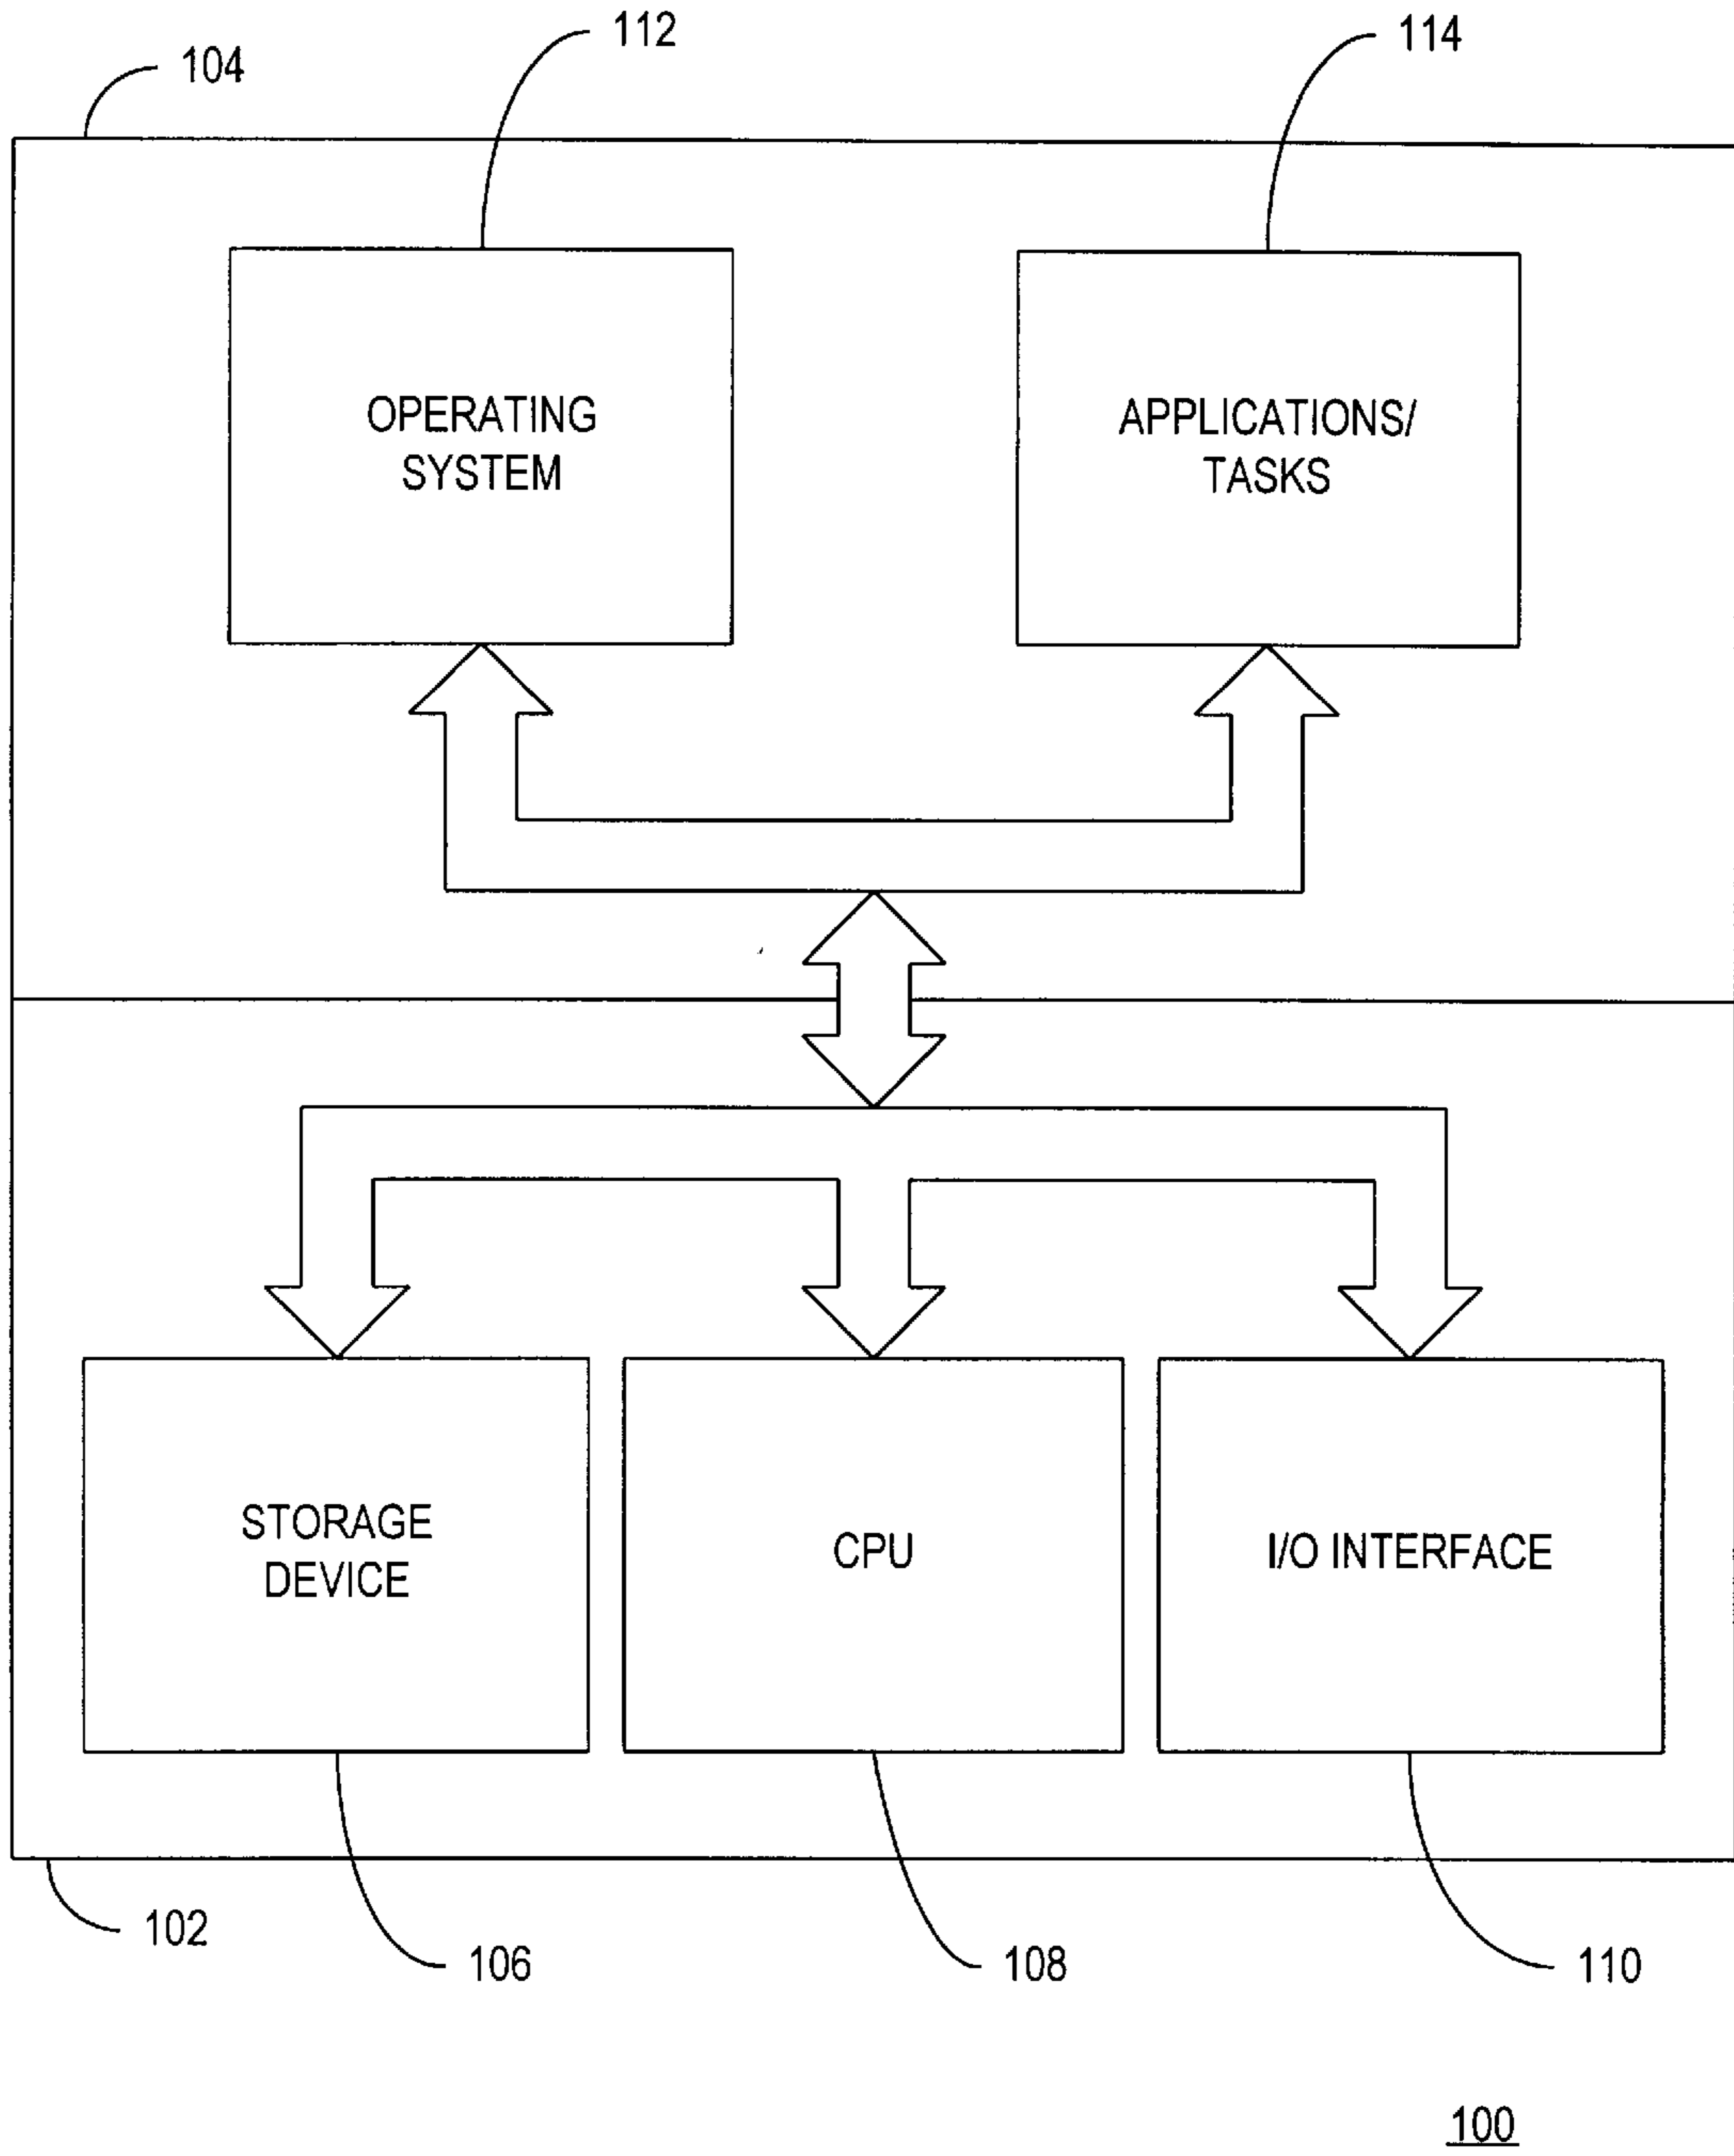 112
114
104
OPERATING
SYSTEM
APPLICATIONS/
TASKS
STORAGE
DEVICE
CPU
I/O INTERFACE
102
106
108
110
100